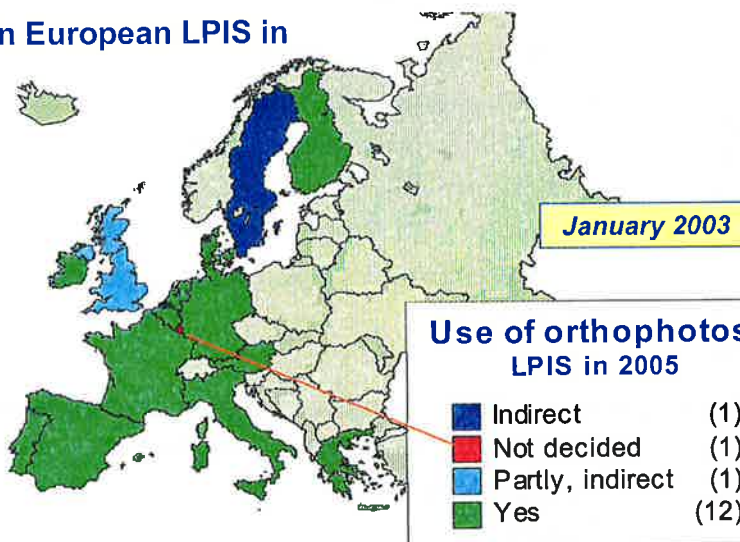 n European LPIS in
January 2003
Use of orthophotos
LPIS in 2005
Indirect (1)
Not decided (1)
Partly, indirect (1)
Yes (12)